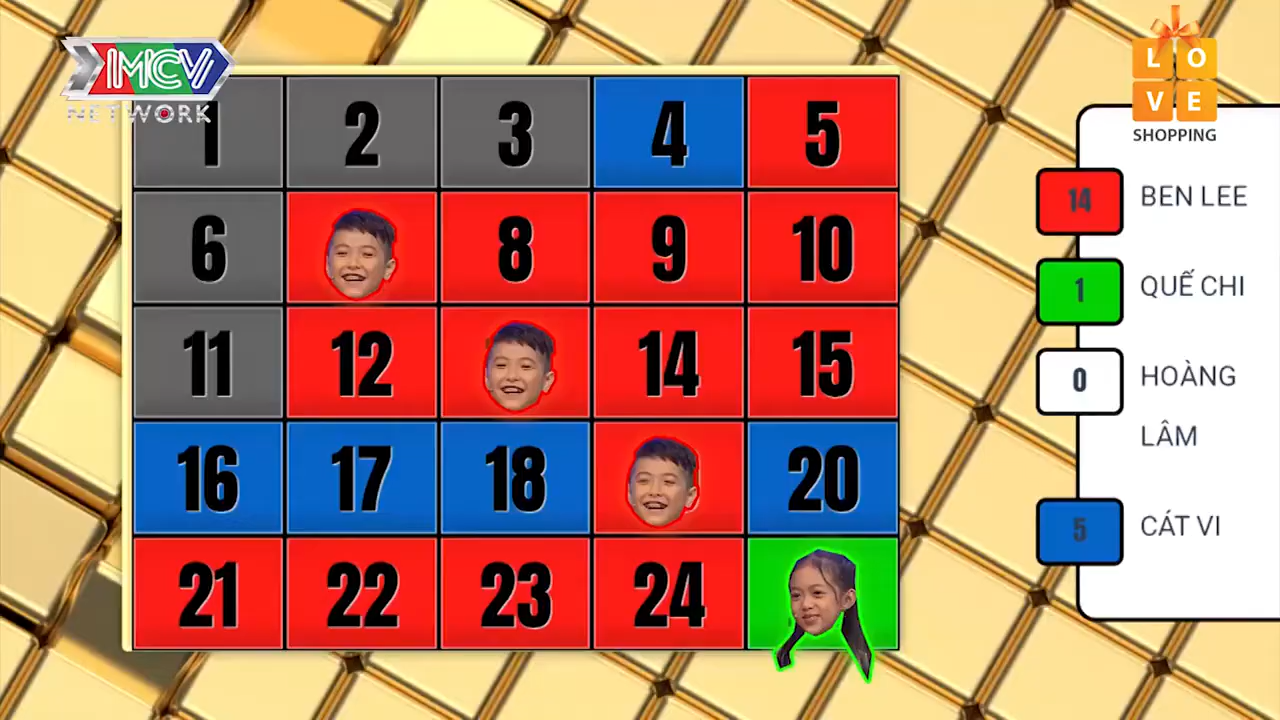 MCV
NETWORK
LOVE
SHOPPING
1 2 3 4 5
6 8 9 10
11 12 14 15
16 17 18 20
21 22 23 24
14 BEN LEE
1 QUẾ CHI
0 HOÀNG
LÂM
5 CÁT VI